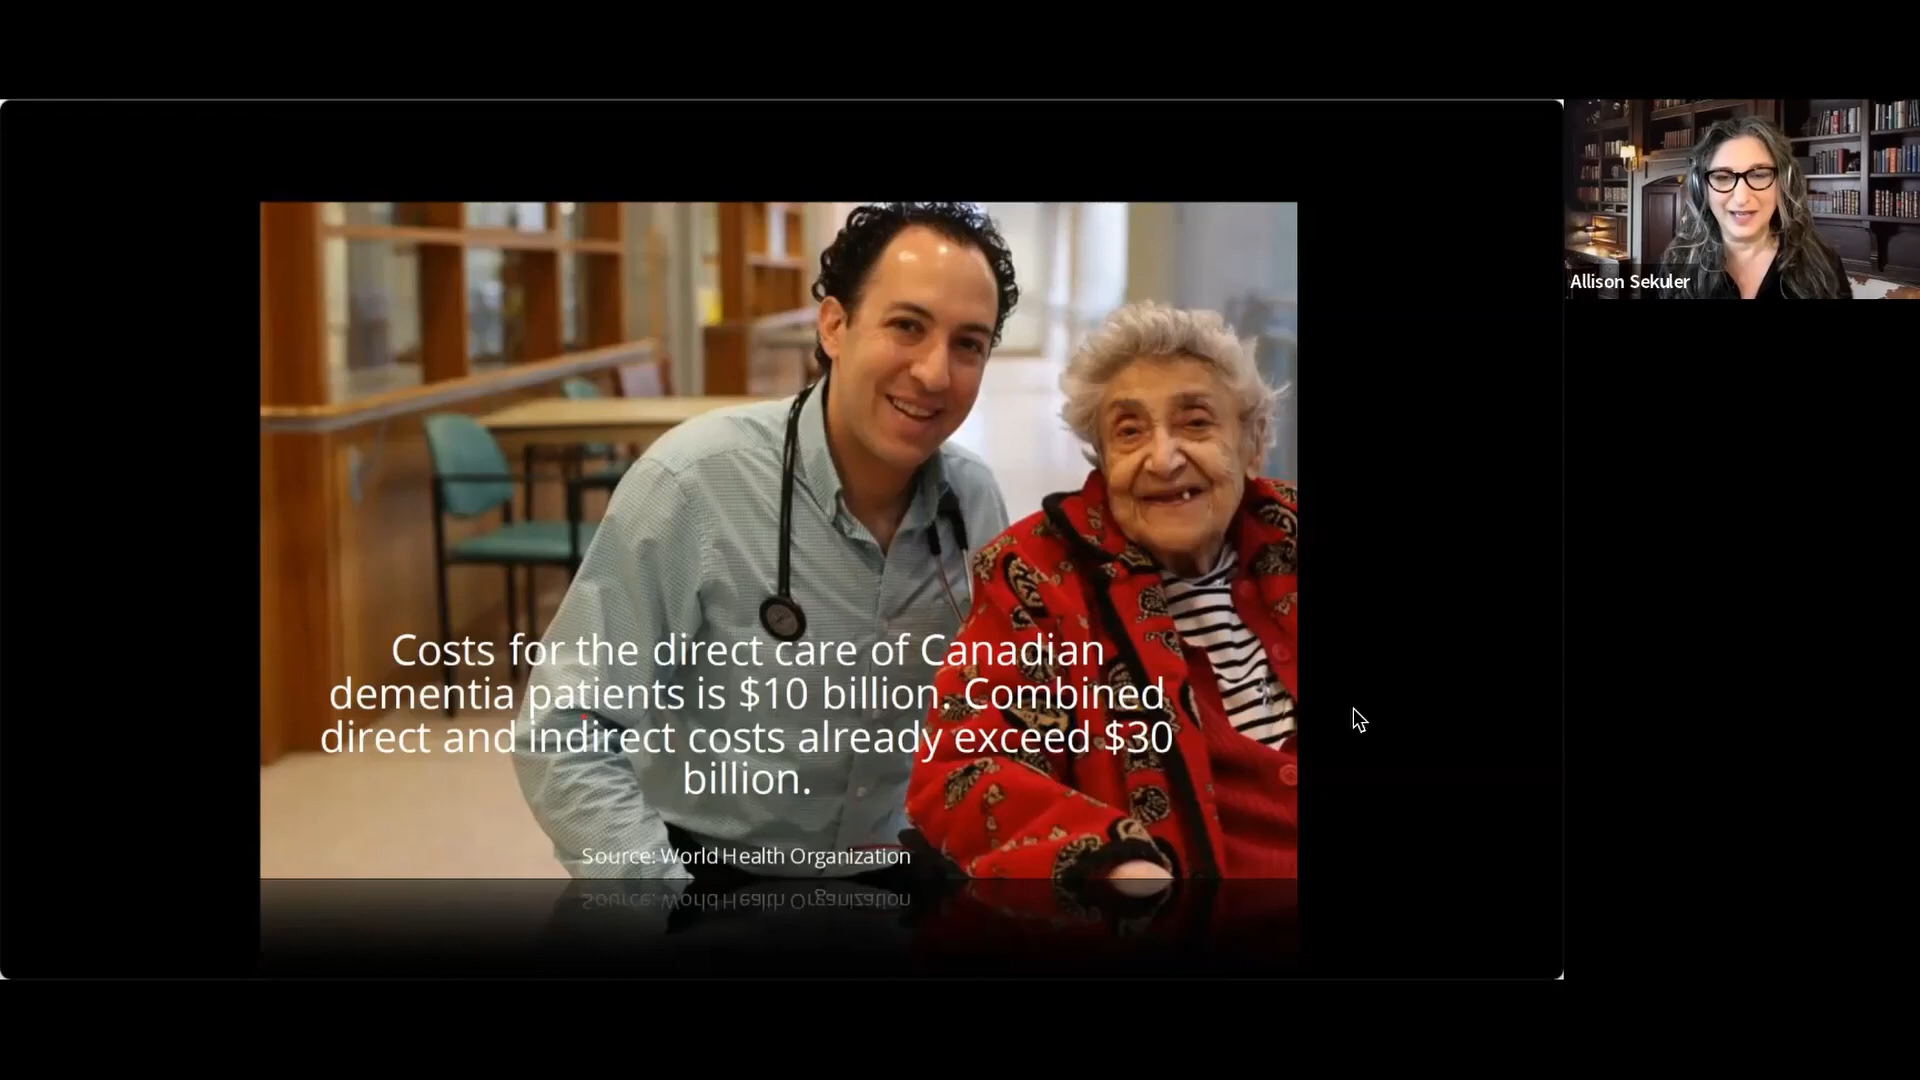 Costs for the direct care of Canadian
dementia patients is $10 billion. Combined
direct and indirect costs already exceed $30
billion.
Source: World Health Organization
Allison Sekuler